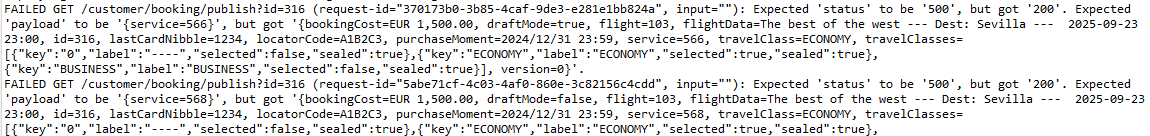 FAILED GET /customer/booking/publish?id=316 (request-id="370173b0-3b85-4caf-9de3-e281e1bb824a", input=""): Expected 'status' to be '500', but got '200'. Expected
'payload' to be '{service=566}', but got '{bookingCost=EUR 1,500.00, draftMode=true, flight=103, flightData=The best of the west --- Dest: Sevilla ---  2025-09-23
23:00, id=316, lastCardNibble=1234, locatorCode=A1B2C3, purchaseMoment=2024/12/31 23:59, service=566, travelClass=ECONOMY, travelClasses=
[{"key":"0","label":"----","selected":false,"sealed":true},{"key":"ECONOMY","label":"ECONOMY","selected":true,"sealed":true},
{"key":"BUSINESS","label":"BUSINESS","selected":false,"sealed":true}], version=0}'.
FAILED GET /customer/booking/publish?id=316 (request-id="5abe71cf-4c03-4af0-860e-3c82156c4cdd", input=""): Expected 'status' to be '500', but got '200'. Expected
'payload' to be '{service=568}', but got '{bookingCost=EUR 1,500.00, draftMode=false, flight=103, flightData=The best of the west --- Dest: Sevilla ---  2025-09-23
23:00, id=316, lastCardNibble=1234, locatorCode=A1B2C3, purchaseMoment=2024/12/31 23:59, service=568, travelClass=ECONOMY, travelClasses=
[{"key":"0","label":"----","selected":false,"sealed":true},{"key":"ECONOMY","label":"ECONOMY","selected":true,"sealed":true},